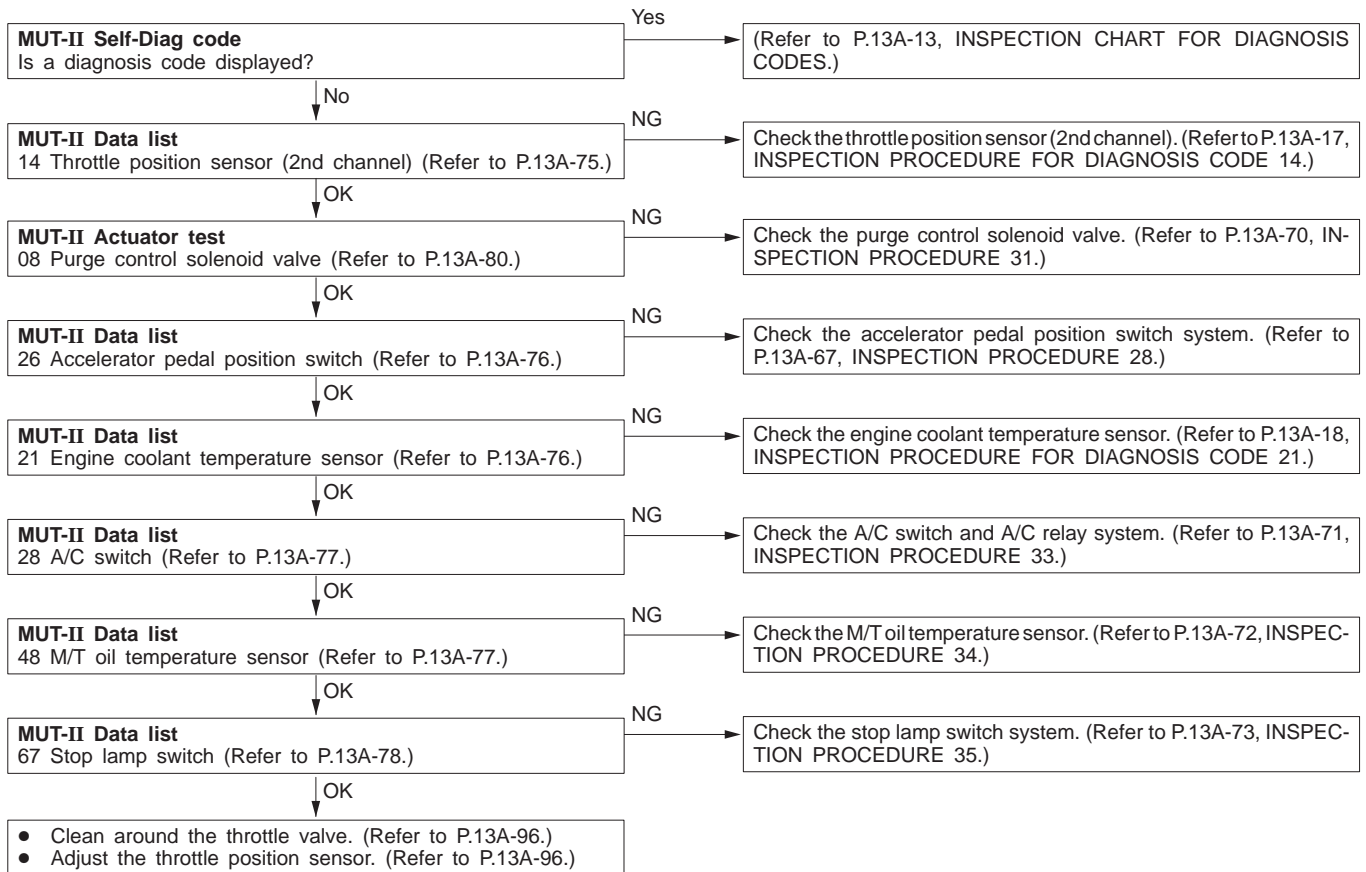 Yes
MUT-II Self-Diag code
Is a diagnosis code displayed?
(Refer to P.13A-13, INSPECTION CHART FOR DIAGNOSIS
CODES.)
No
NG
MUT-II Data list
14 Throttle position sensor (2nd channel) (Refer to P.13A-75.)
Check the throttle position sensor (2nd channel). (Refer to P.13A-17,
INSPECTION PROCEDURE FOR DIAGNOSIS CODE 14.)
OK
NG
MUT-II Actuator test
08 Purge control solenoid valve (Refer to P.13A-80.)
Check the purge control solenoid valve. (Refer to P.13A-70, IN-
SPECTION PROCEDURE 31.)
OK
NG
MUT-II Data list
26 Accelerator pedal position switch (Refer to P.13A-76.)
Check the accelerator pedal position switch system. (Refer to
P.13A-67, INSPECTION PROCEDURE 28.)
OK
NG
MUT-II Data list
21 Engine coolant temperature sensor (Refer to P.13A-76.)
Check the engine coolant temperature sensor. (Refer to P.13A-18,
INSPECTION PROCEDURE FOR DIAGNOSIS CODE 21.)
OK
NG
MUT-II Data list
28 A/C switch (Refer to P.13A-77.)
Check the A/C switch and A/C relay system. (Refer to P.13A-71,
INSPECTION PROCEDURE 33.)
OK
NG
MUT-II Data list
48 M/T oil temperature sensor (Refer to P.13A-77.)
Check the M/T oil temperature sensor. (Refer to P.13A-72, INSPEC-
TION PROCEDURE 34.)
OK
NG
MUT-II Data list
67 Stop lamp switch (Refer to P.13A-78.)
Check the stop lamp switch system. (Refer to P.13A-73, INSPEC-
TION PROCEDURE 35.)
OK
● Clean around the throttle valve. (Refer to P.13A-96.)
● Adjust the throttle position sensor. (Refer to P.13A-96.)